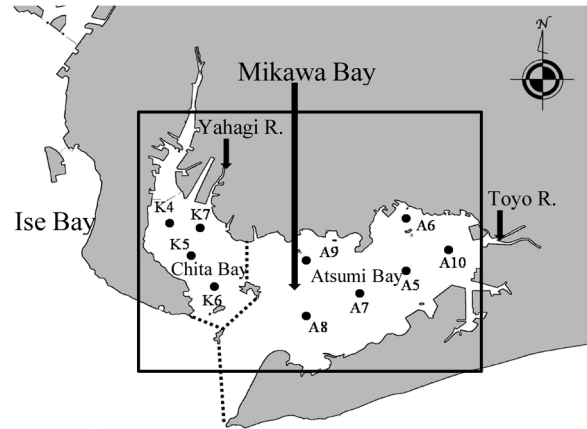 N
Mikawa Bay
Yahagi R.
Toyo R.
Ise Bay
K4
K7
A6
K5
A9
A10
Chita Bay
Atsumi Bay
A5
K6
A7
A8